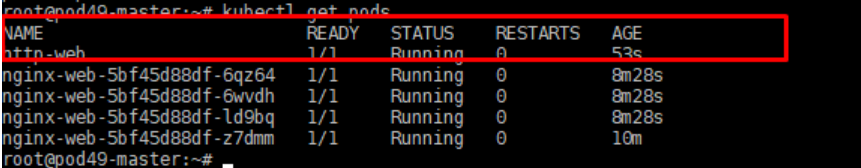 root@pod49-master:~# kubectl get pods
NAME READY STATUS RESTARTS AGE
http-web 1/1 Running 0 53s
nginx-web-5bf45d88df-6qz64 1/1 Running 0 8m28s
nginx-web-5bf45d88df-6wvdh 1/1 Running 0 8m28s
nginx-web-5bf45d88df-ld9bq 1/1 Running 0 8m28s
nginx-web-5bf45d88df-z7dmm 1/1 Running 0 10m
root@pod49-master:~#